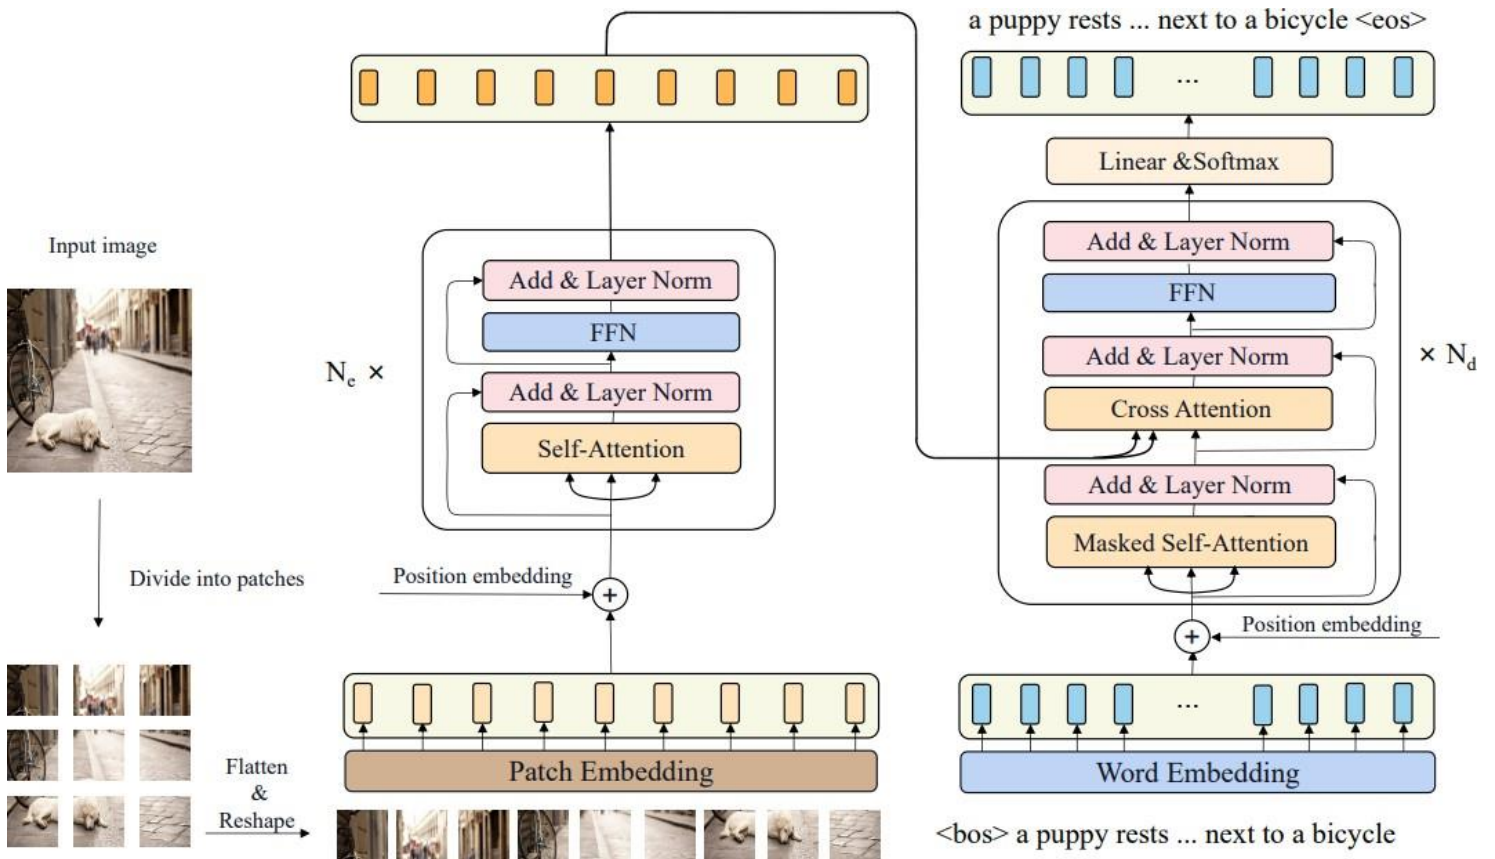 Input image
Divide into patches
Flatten
&
Reshape
N_e ×
Add & Layer Norm
FFN
Add & Layer Norm
Self-Attention
Position embedding
+
Patch Embedding
a puppy rests ... next to a bicycle <eos>
...
Linear &Softmax
Add & Layer Norm
FFN
Add & Layer Norm
Cross Attention
Add & Layer Norm
Masked Self-Attention
× N_d
+
Position embedding
...
Word Embedding
<bos> a puppy rests ... next to a bicycle